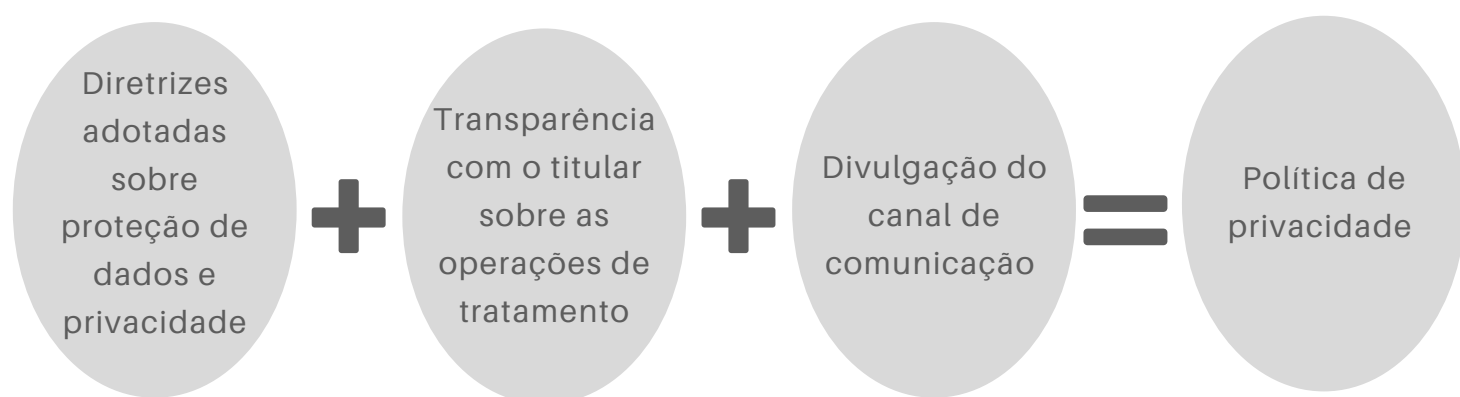 Diretrizes
adotadas
sobre
proteção de
dados e
privacidade
Transparência
com o titular
sobre as
operações de
tratamento
Divulgação do
canal de
comunicação
Política de
privacidade